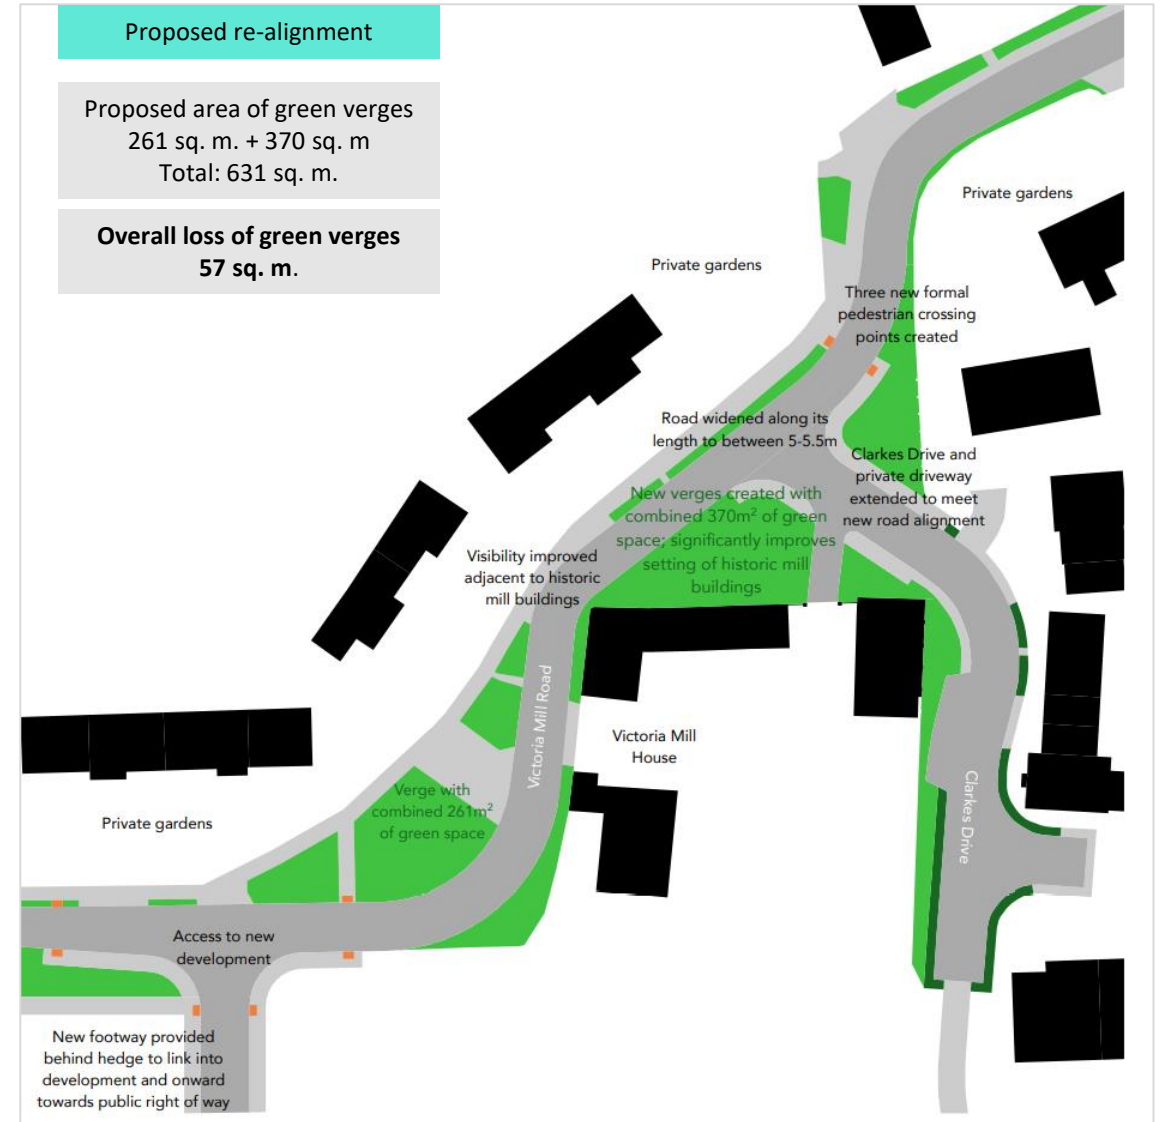 Proposed re-alignment
Proposed area of green verges
261 sq. m. + 370 sq. m
Total: 631 sq. m.
Overall loss of green verges
57 sq. m.
Private gardens
Private gardens
Three new formal
pedestrian crossing
points created
Road widened along its
length to between 5-5.5m
Clarkes Drive and
private driveway
extended to meet
new road alignment
New verges created with
combined 370m² of green
space; significantly improves
setting of historic mill
buildings
Visibility improved
adjacent to historic
mill buildings
Victoria Mill Road
Victoria Mill
House
Clarkes Drive
Verge with
combined 261m²
of green space
Private gardens
Access to new
development
New footway provided
behind hedge to link into
development and onward
towards public right of way